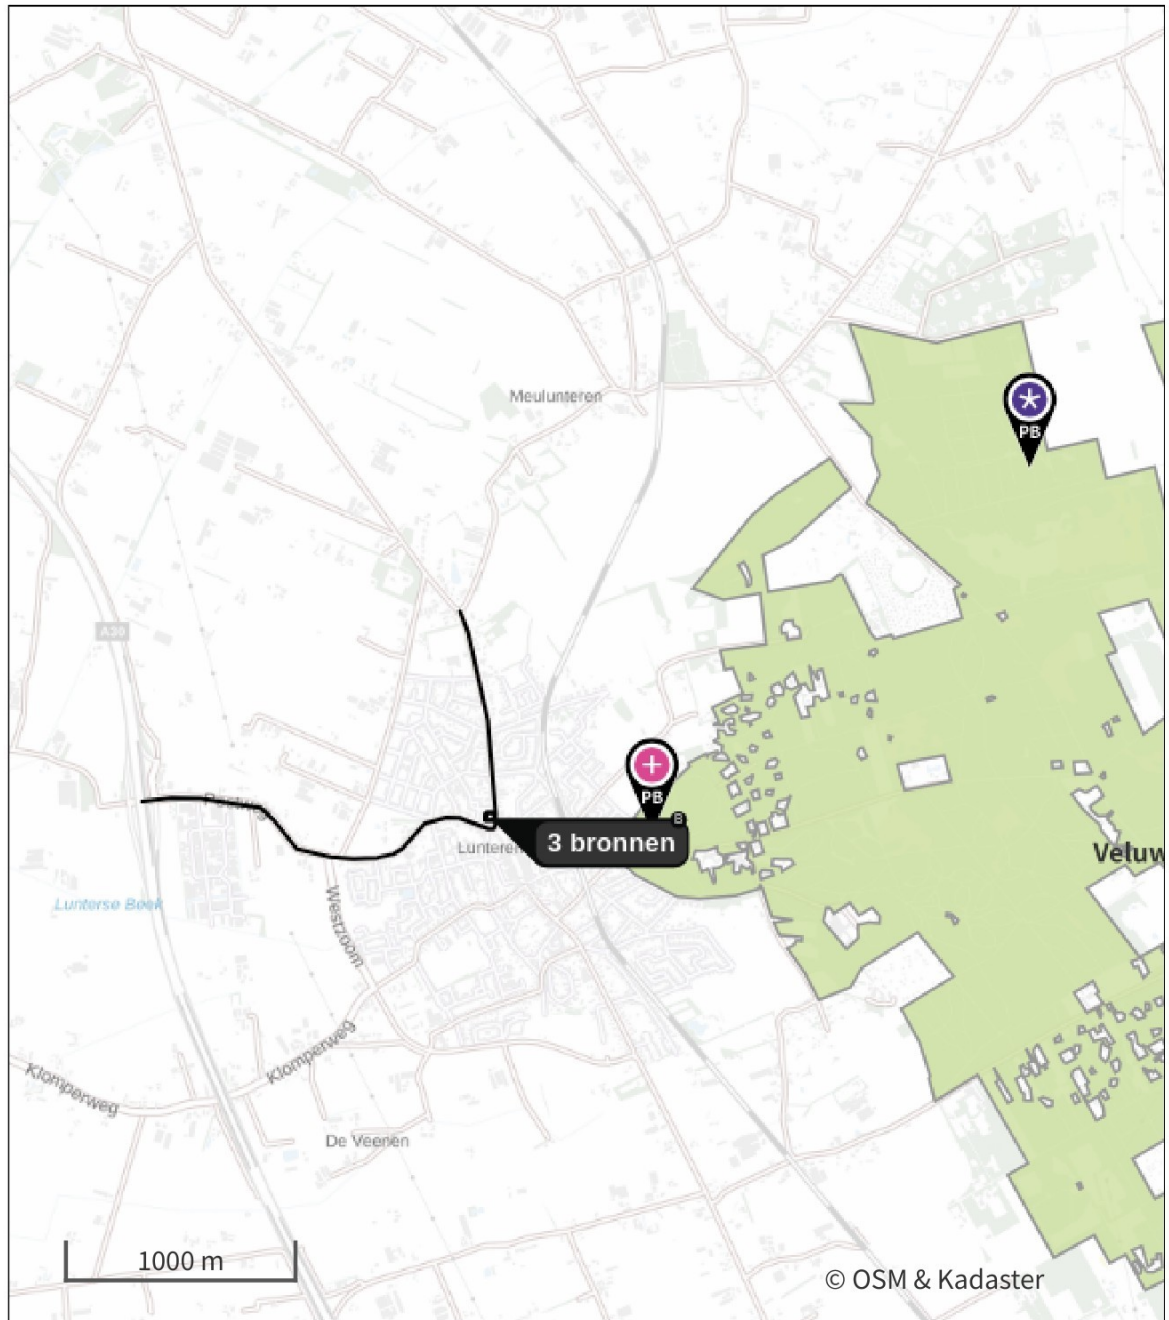 Meulunteren
PB
A30
PB
B
3 bronnen
Lunteren
Veluw
Lunterse Beek
Westzoom
Klomperweg
Klomperweg
De Veenen
1000 m
© OSM & Kadaster